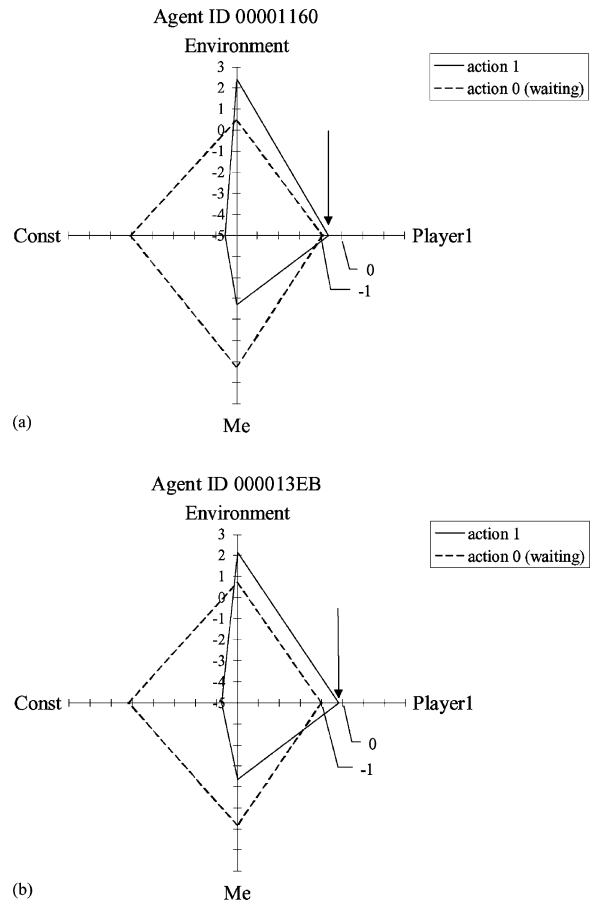 Agent ID 00001160
Environment
action 1
action 0 (waiting)
3
2
1
0
-1
-2
-3
-4
-5
Const
Player1
0
-1
Me
(a)
Agent ID 000013EB
Environment
action 1
action 0 (waiting)
3
2
1
0
-1
-2
-3
-4
-5
Const
Player1
0
-1
Me
(b)